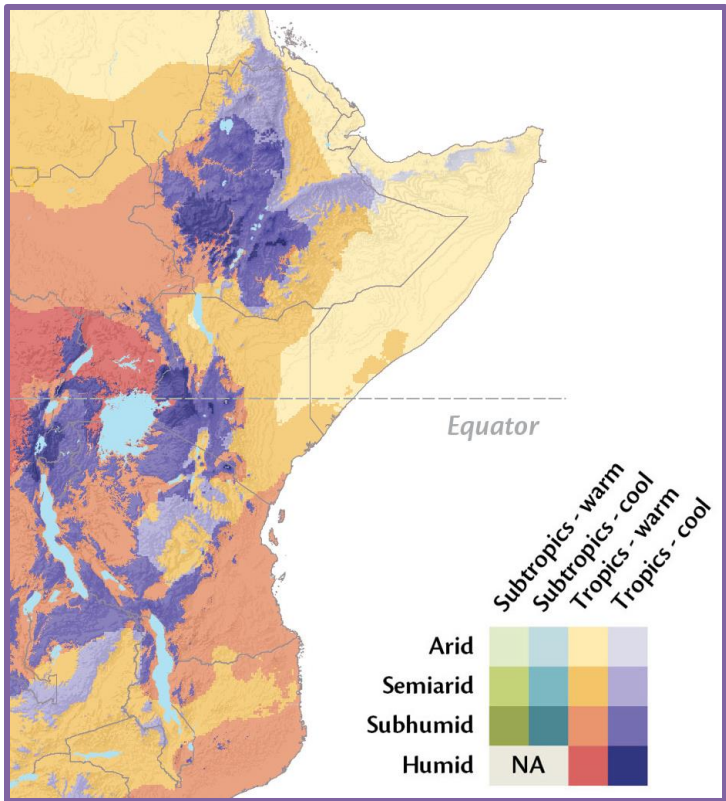 Equator
Subtropics - warm
Subtropics - cool
Tropics - warm
Tropics - cool
Arid
Semiarid
Subhumid
Humid
NA